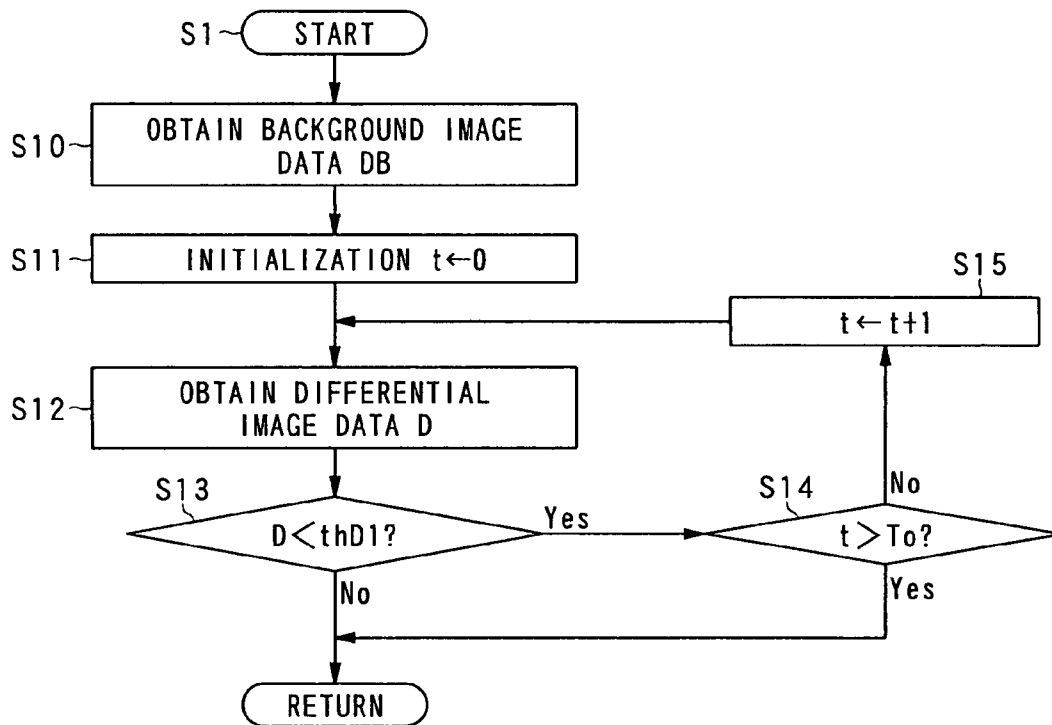 S1
START
S10
OBTAIN BACKGROUND IMAGE
DATA DB
S11
INITIALIZATION t←0
S15
t←t+1
S12
OBTAIN DIFFERENTIAL
IMAGE DATA D
S13
D<thD1?
Yes
No
S14
t>To?
No
Yes
RETURN